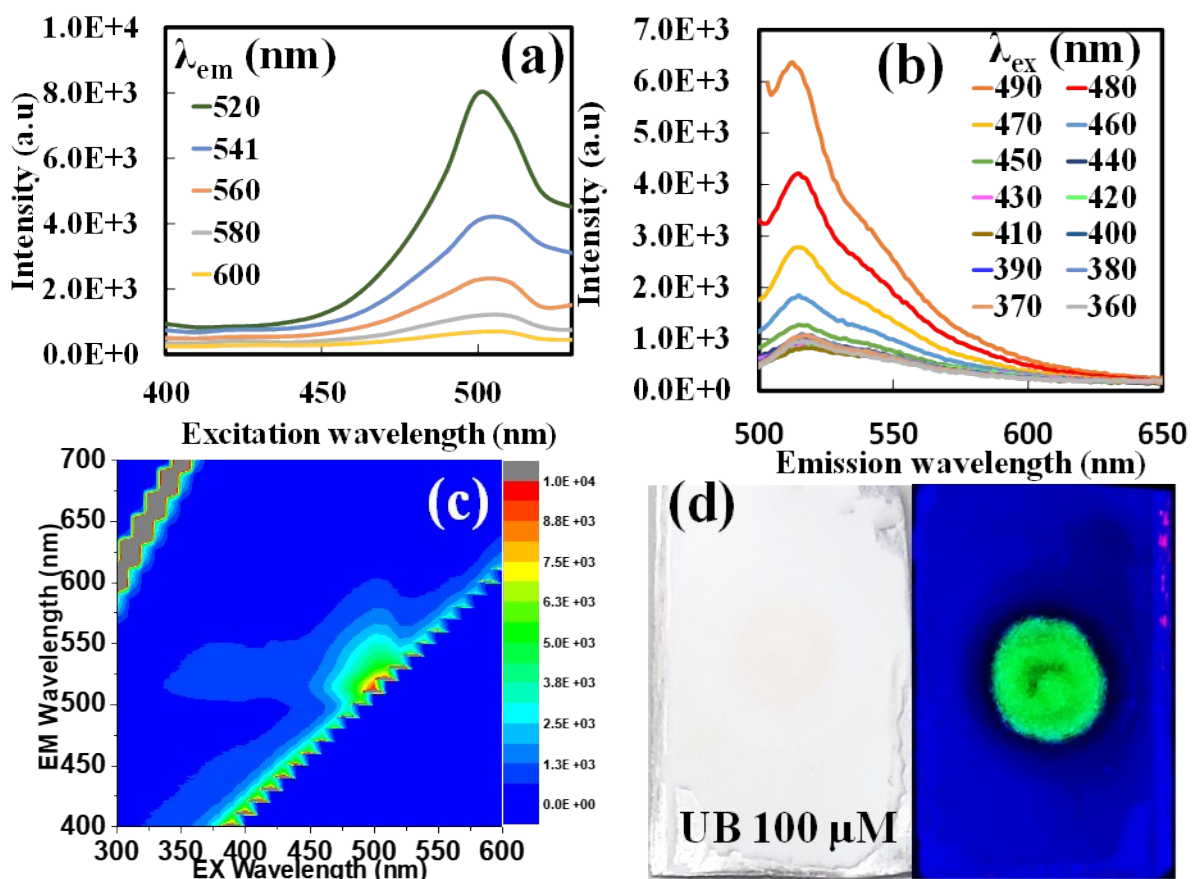 (a)
λem (nm)
520
541
560
580
600
Intensity (a.u)
1.0E+4
8.0E+3
6.0E+3
4.0E+3
2.0E+3
0.0E+0
400 450 500
Excitation wavelength (nm)
(b)
λex (nm)
490 480
470 460
450 440
430 420
410 400
390 380
370 360
Intensity (a.u)
7.0E+3
6.0E+3
5.0E+3
4.0E+3
3.0E+3
2.0E+3
1.0E+3
0.0E+0
500 550 600 650
Emission wavelength (nm)
(c)
EM Wavelength (nm)
700
650
600
550
500
450
400
300 350 400 450 500 550 600
EX Wavelength (nm)
1.0E +04
8.8E +03
7.5E +03
6.3E +03
5.0E +03
3.8E +03
2.5E +03
1.3E +03
0.0E +00
(d)
UB 100 μM